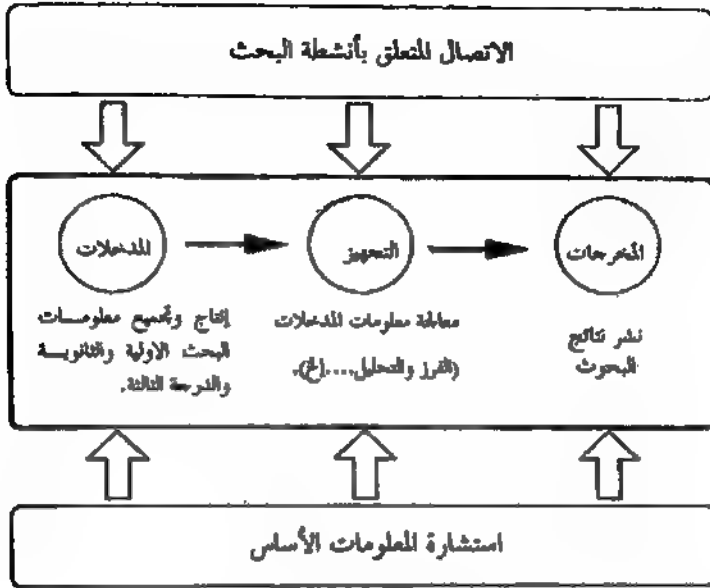 الاتصال المتعلق بأنشطة البحث
المدخلات
التجهيز
المخرجات
إنتاج وتجميع معلومات
البحث الاولية والثانوية
والدرجة الثالثة.
معالجة معلومات المدخلات
(الفرز والتحليل....إلخ).
نشر نتائج
البحوث
استشارة المعلومات الأساس